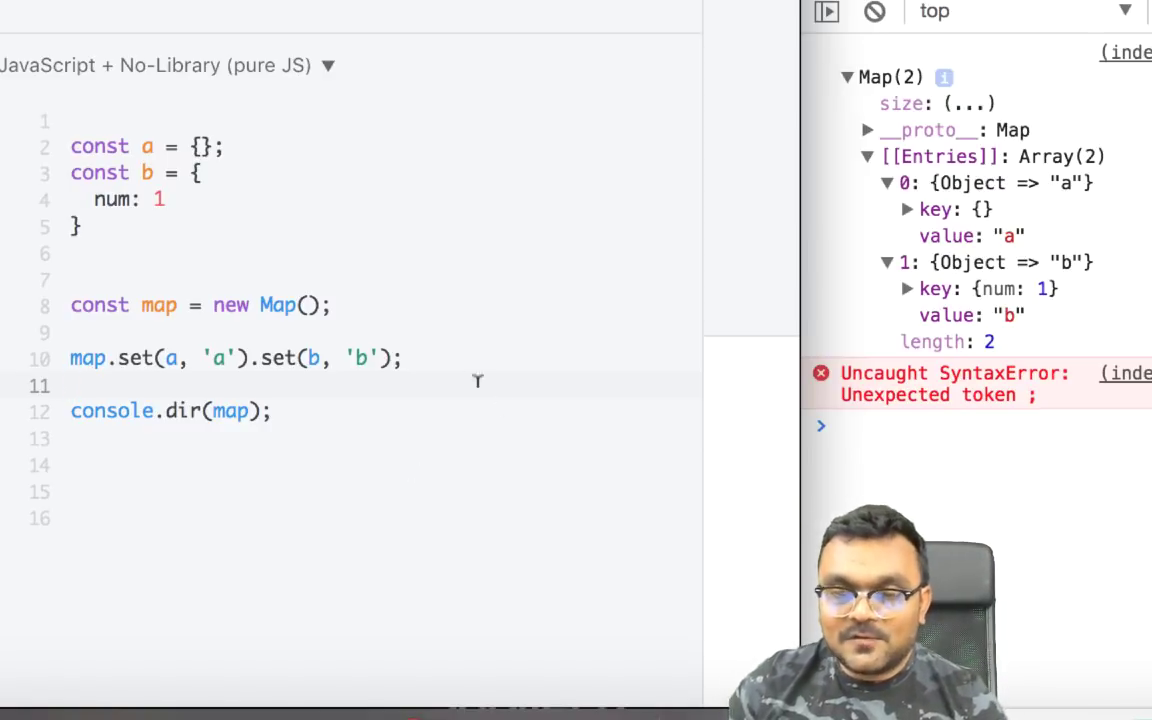 JavaScript + No-Library (pure JS) ▼
1
2 const a = {};
3 const b = {
4 num: 1
5 }
6
7
8 const map = new Map();
9
10 map.set(a, 'a').set(b, 'b');
11
12 console.dir(map);
13
14
15
16
top ▼
(inde
▼Map(2) i
size: (...)
▶__proto__: Map
▼[[Entries]]: Array(2)
▼0: {Object => "a"}
▶key: {}
value: "a"
▼1: {Object => "b"}
▶key: {num: 1}
value: "b"
length: 2
Uncaught SyntaxError: (inde
Unexpected token ;
>